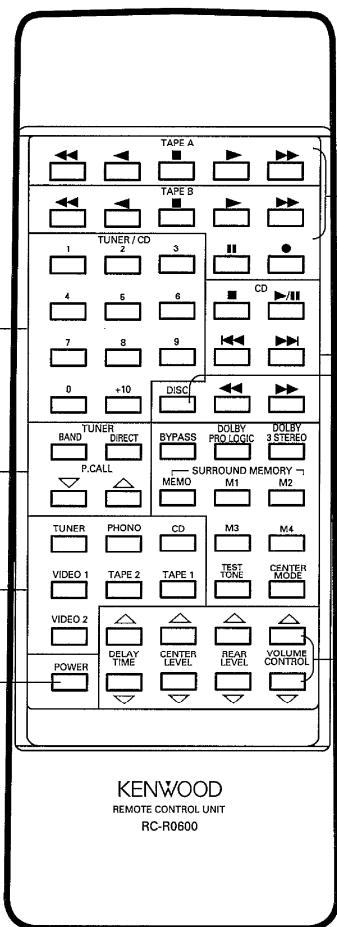 TAPE A
TAPE B
TUNER / CD
1 2 3
CD
4 5 6
7 8 9
0 +10 DISC
TUNER
BAND DIRECT
P.CALL
BYPASS DOLBY PRO LOGIC DOLBY 3 STEREO
SURROUND MEMORY
MEMO M1 M2
TUNER PHONO CD M3 M4
VIDEO 1 TAPE 2 TAPE 1 TEST TONE CENTER MODE
VIDEO 2
DELAY TIME CENTER LEVEL REAR LEVEL VOLUME CONTROL
POWER
KENWOOD
REMOTE CONTROL UNIT
RC-R0600